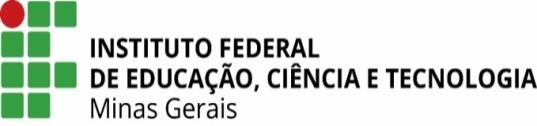 INSTITUTO FEDERAL
DE EDUCAÇÃO, CIÊNCIA E TECNOLOGIA
Minas Gerais